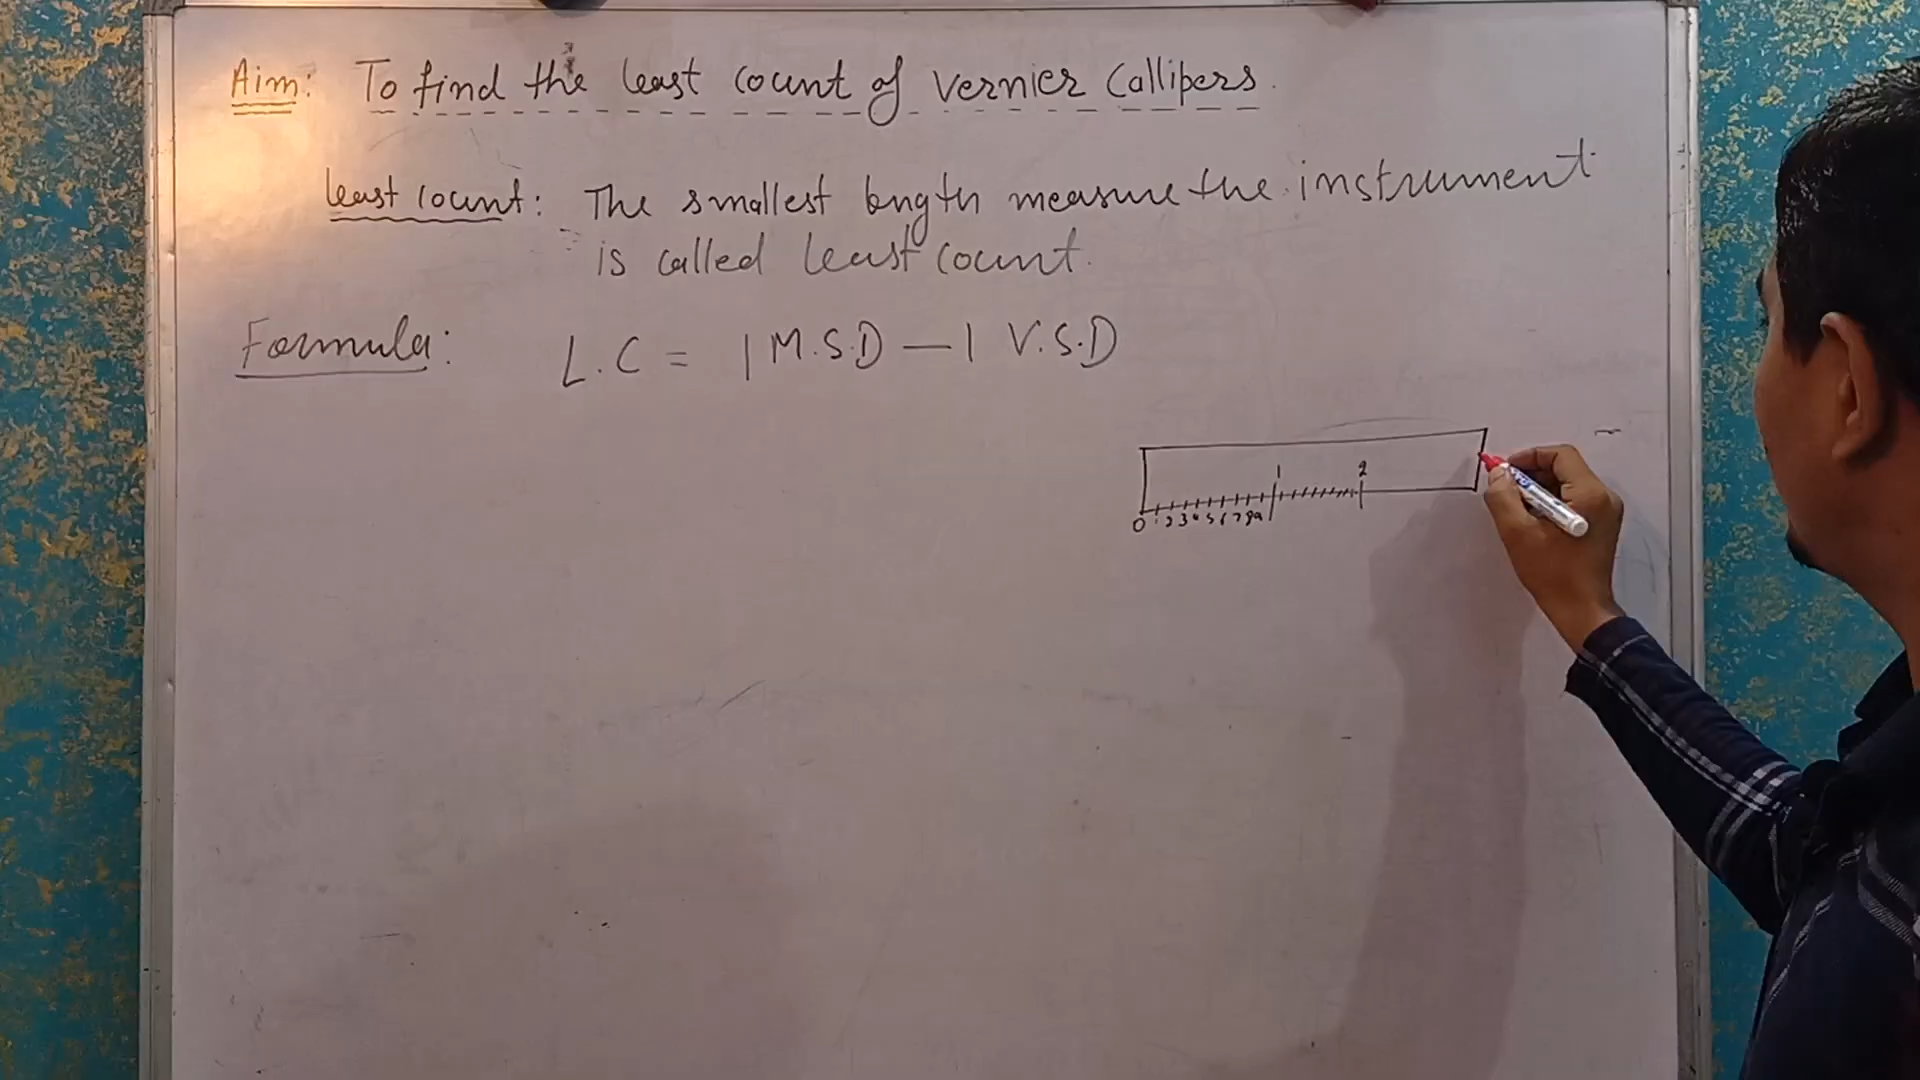 Aim: To find the least count of Vernier Callipers.
least count: The smallest length measure the instrument
is called least count.
Formula: L.C = 1 M.S.D — 1 V.S.D
1 2
0 1 2 3 4 5 6 7 8 9